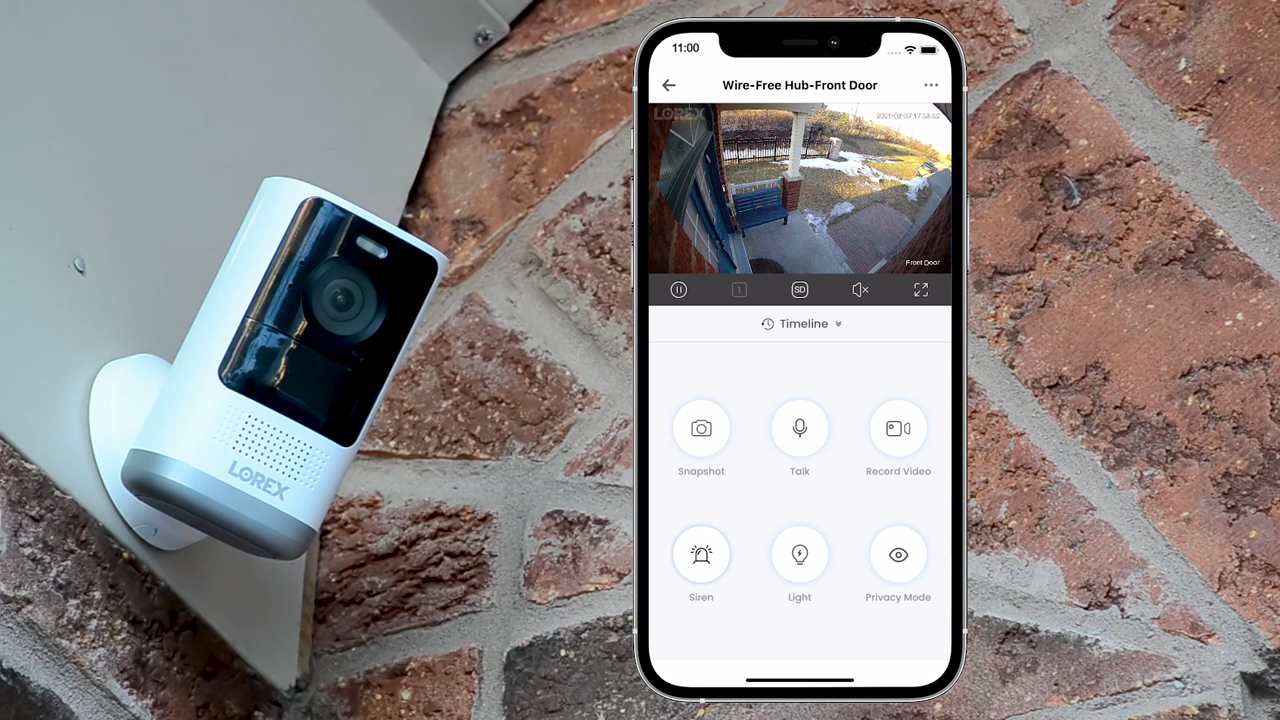 LOREX
11:00
Wire-Free Hub-Front Door
LOREX
Front Door
1
SD
Timeline
Snapshot
Talk
Record Video
Siren
Light
Privacy Mode